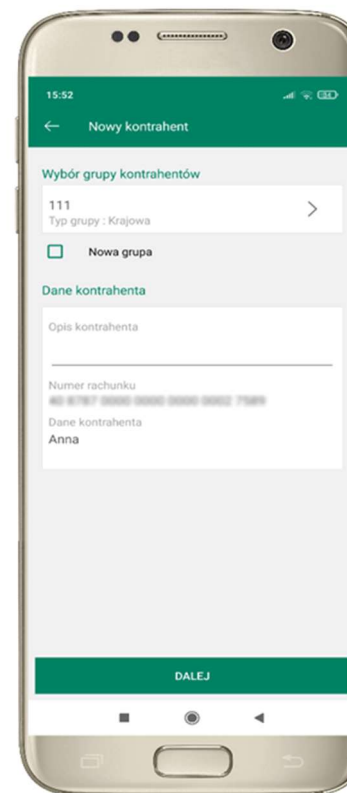 15:52
Nowy kontrahent
Wybór grupy kontrahentów
111
Typ grupy : Krajowa
Nowa grupa
Dane kontrahenta
Opis kontrahenta
Numer rachunku
Dane kontrahenta
Anna
DALEJ